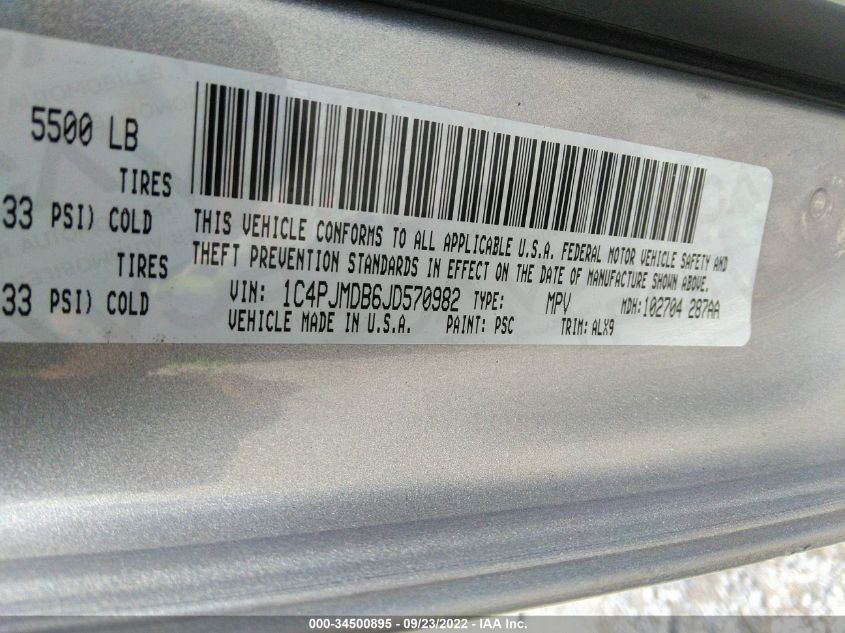 5500 LB
TIRES
33 PSI) COLD
TIRES
33 PSI) COLD
THIS VEHICLE CONFORMS TO ALL APPLICABLE U.S.A. FEDERAL MOTOR VEHICLE SAFETY AND
THEFT PREVENTION STANDARDS IN EFFECT ON THE DATE OF MANUFACTURE SHOWN ABOVE.
VIN: 1C4PJMDB6JD570982 TYPE: MPV MDH:102704 287AA
VEHICLE MADE IN U.S.A. PAINT: PSC TRIM: ALX9
000-34500895 - 09/23/2022 - IAA Inc.